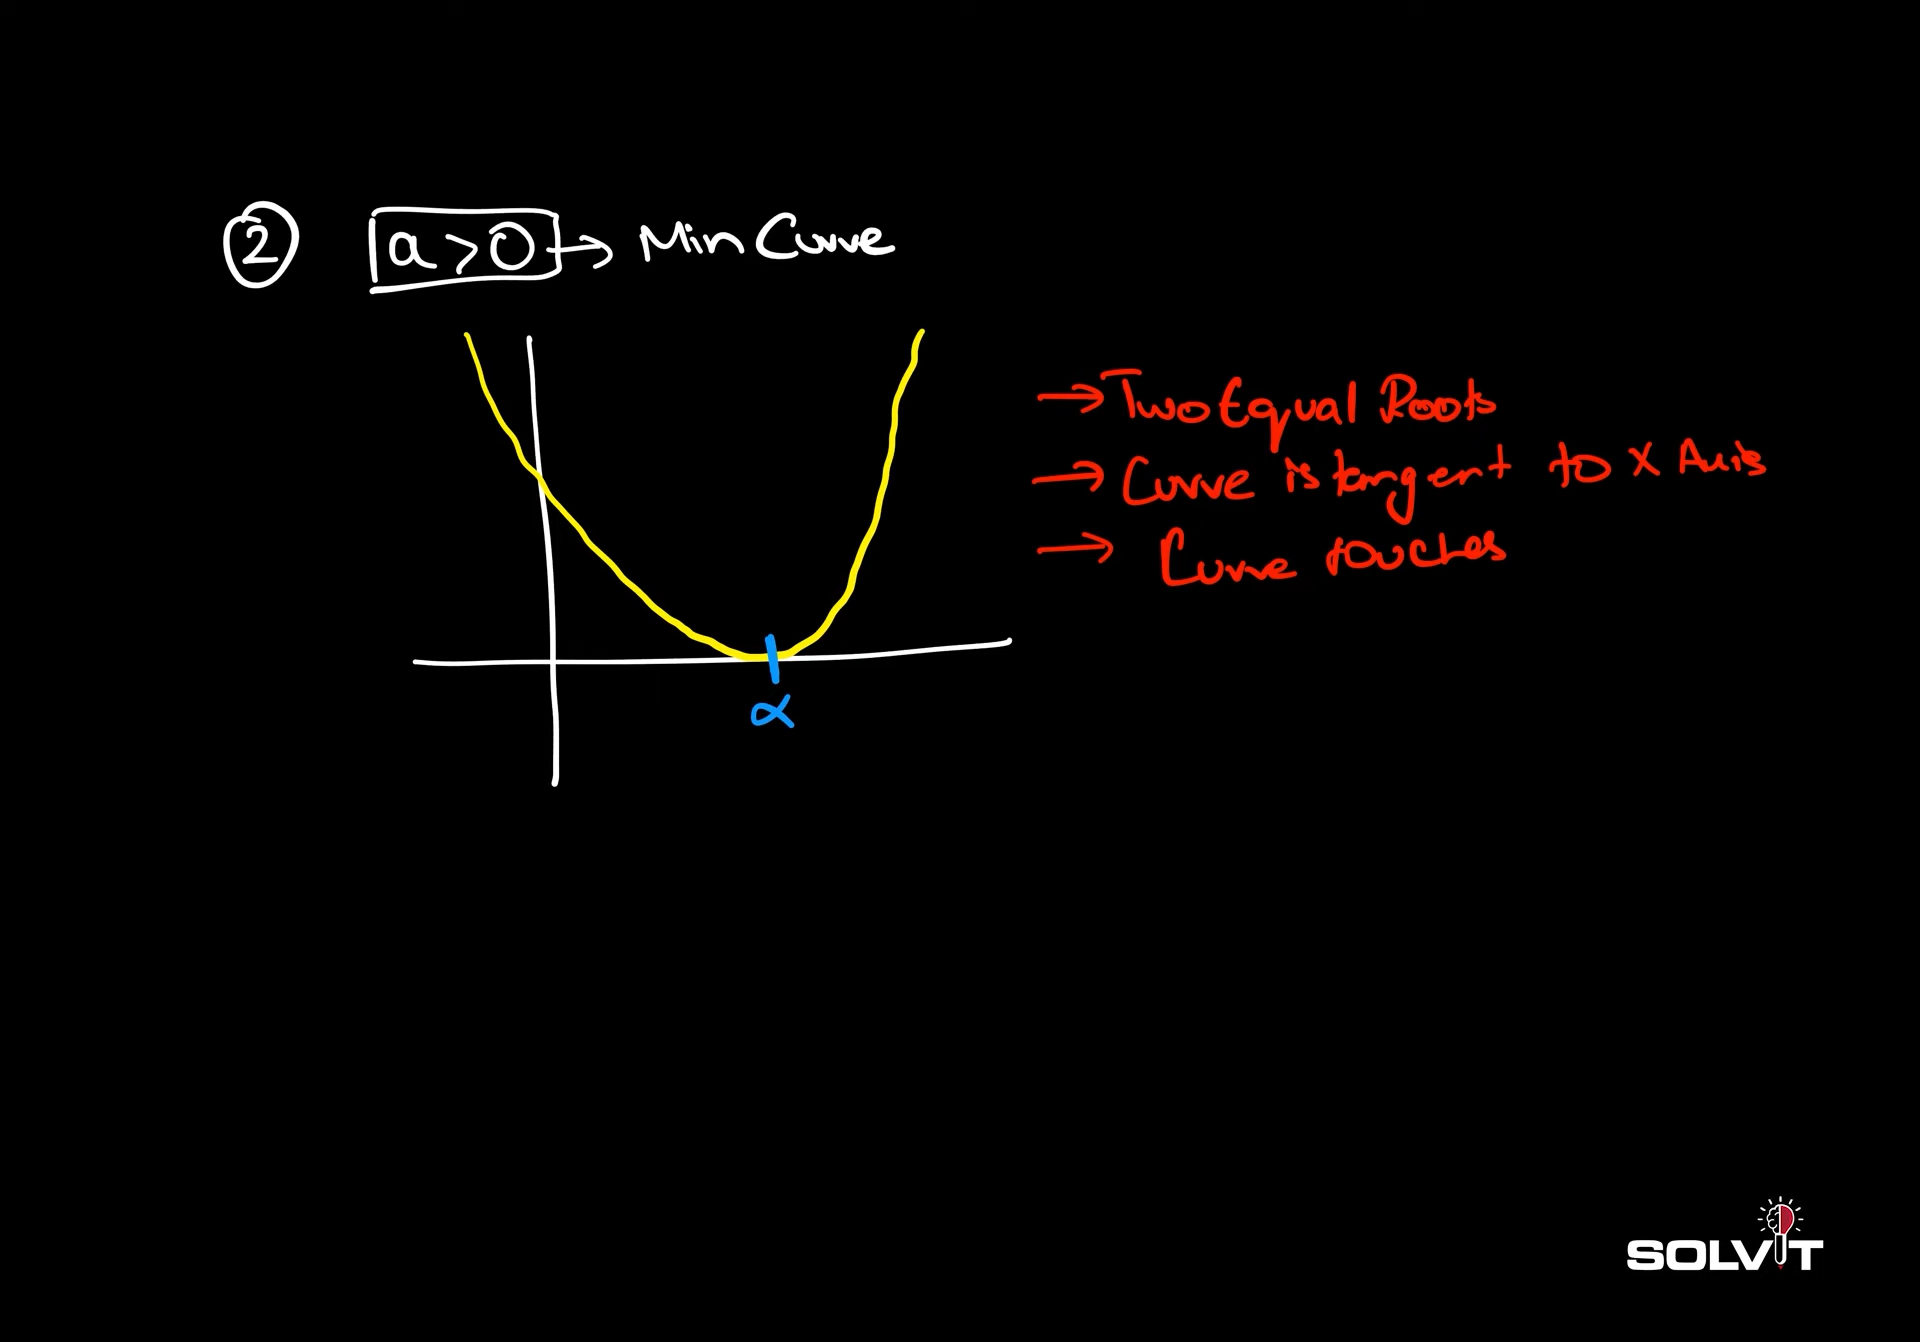 ② a > 0 → Min Curve
→ Two Equal Roots
→ Curve is tangent to X Axis
→ Curve touches
α
SOLVIT